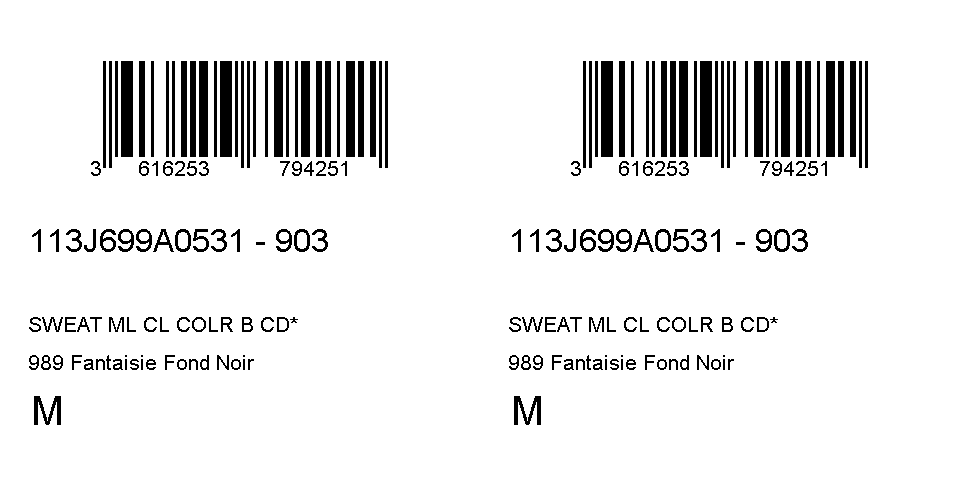 3 616253 794251
113J699A0531 - 903
SWEAT ML CL COLR B CD*
989 Fantaisie Fond Noir
M
3 616253 794251
113J699A0531 - 903
SWEAT ML CL COLR B CD*
989 Fantaisie Fond Noir
M